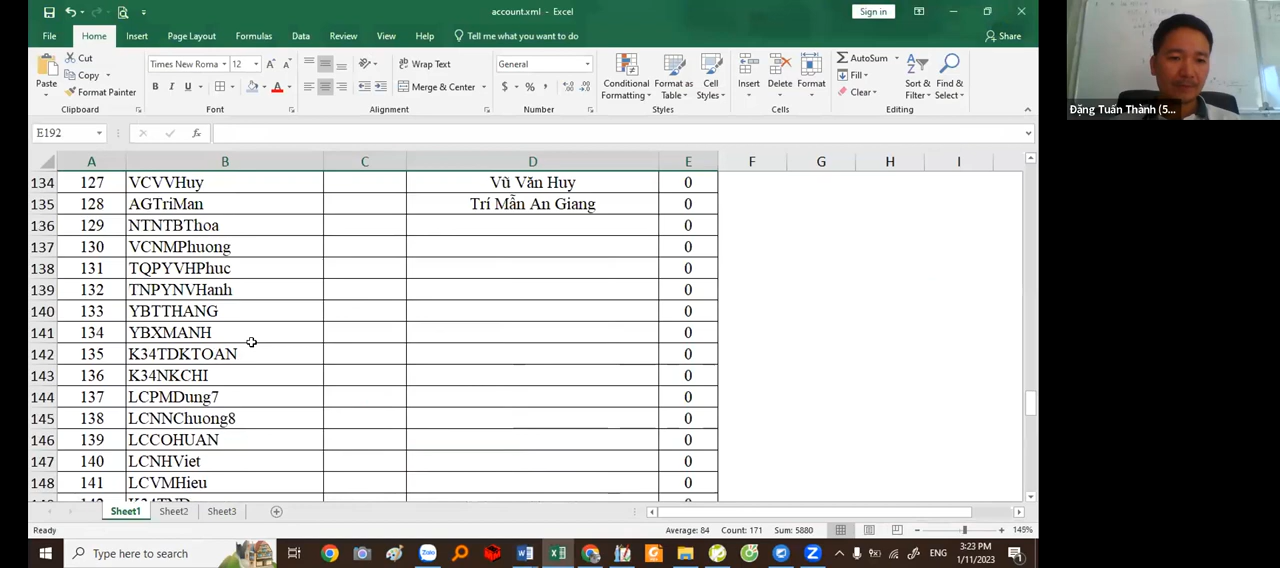 account.xml - Excel
Sign in
File Home Insert Page Layout Formulas Data Review View Help Tell me what you want to do Share
Paste
Cut
Copy
Format Painter
Clipboard
Times New Roma 12
B I U
Font
Wrap Text
Merge & Center
Alignment
General
$ % ,
Number
Conditional Formatting
Format as Table
Cell Styles
Styles
Insert Delete Format
Cells
AutoSum
Fill
Clear
Sort & Filter
Find & Select
Editing
E192 fx
A B C D E F G H I
134 127 VCVVHuy Vũ Văn Huy 0
135 128 AGTriMan Trí Mẫn An Giang 0
136 129 NTNTBThoa 0
137 130 VCNMPhuong 0
138 131 TQPYVHPhuc 0
139 132 TNPYNVHanh 0
140 133 YBTTHANG 0
141 134 YBXMANH 0
142 135 K34TDKTOAN 0
143 136 K34NKCHI 0
144 137 LCPMDung7 0
145 138 LCNNChuong8 0
146 139 LCCOHUAN 0
147 140 LCNHViet 0
148 141 LCVMHieu 0
Sheet1 Sheet2 Sheet3
Ready Average: 84 Count: 171 Sum: 5880 145%
Type here to search
Zalo
ENG
3:23 PM
1/11/2023
Đặng Tuấn Thành (5...